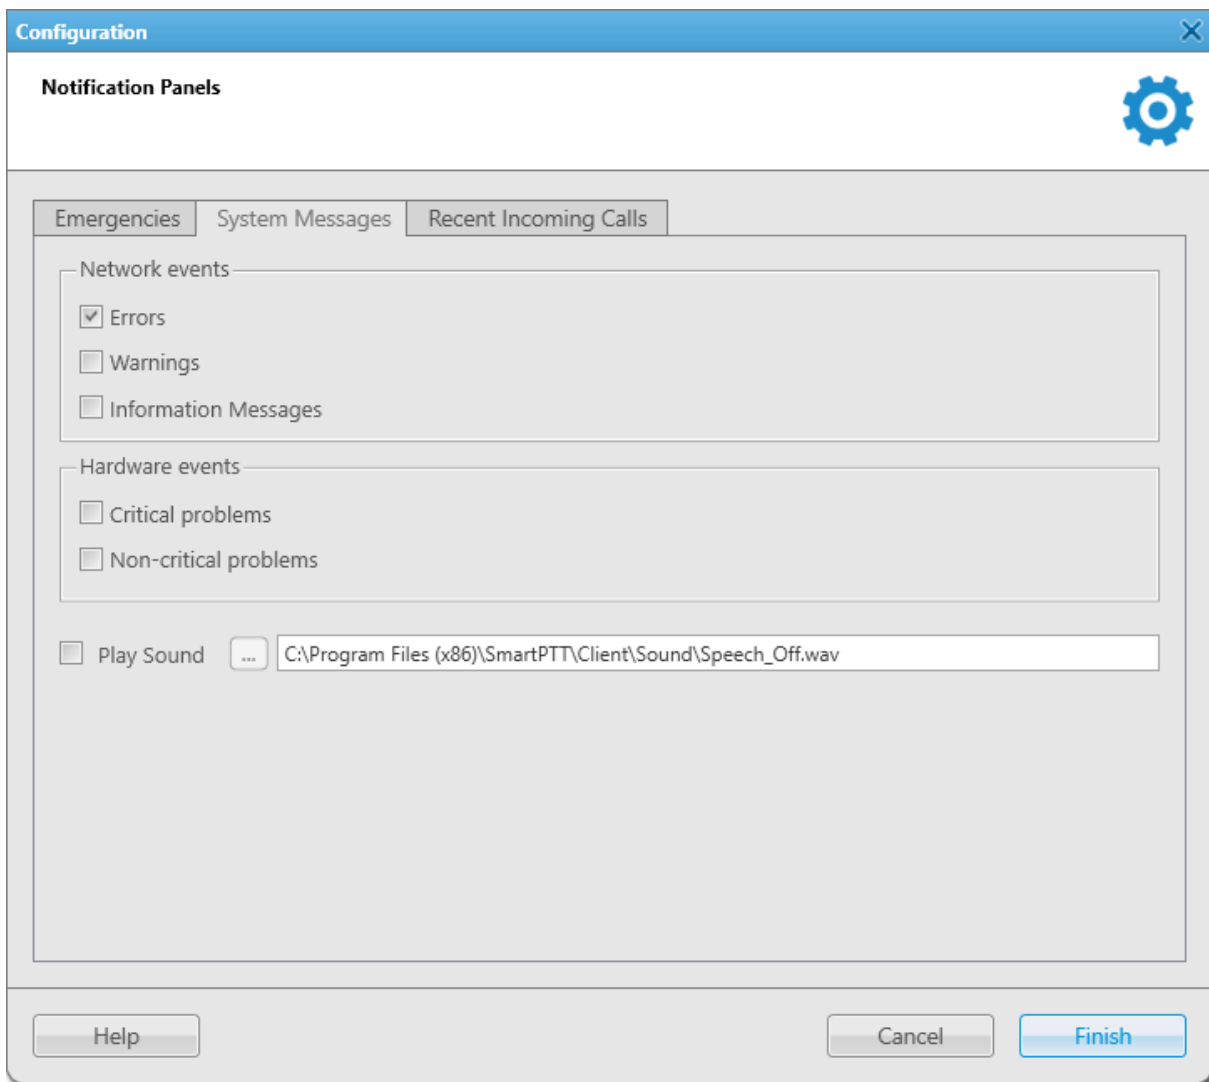 Configuration
Notification Panels
Emergencies System Messages Recent Incoming Calls
Network events
Errors
Warnings
Information Messages
Hardware events
Critical problems
Non-critical problems
Play Sound ... C:\Program Files (x86)\SmartPTT\Client\Sound\Speech_Off.wav
Help Cancel Finish